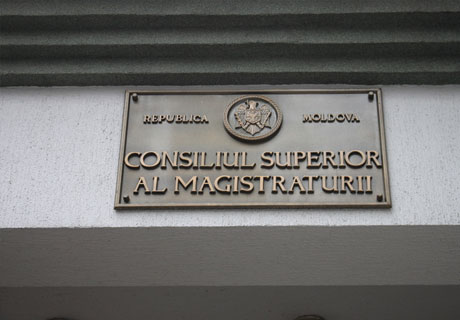 REPUBLICA MOLDOVA
CONSILIUL SUPERIOR
AL MAGISTRATURII